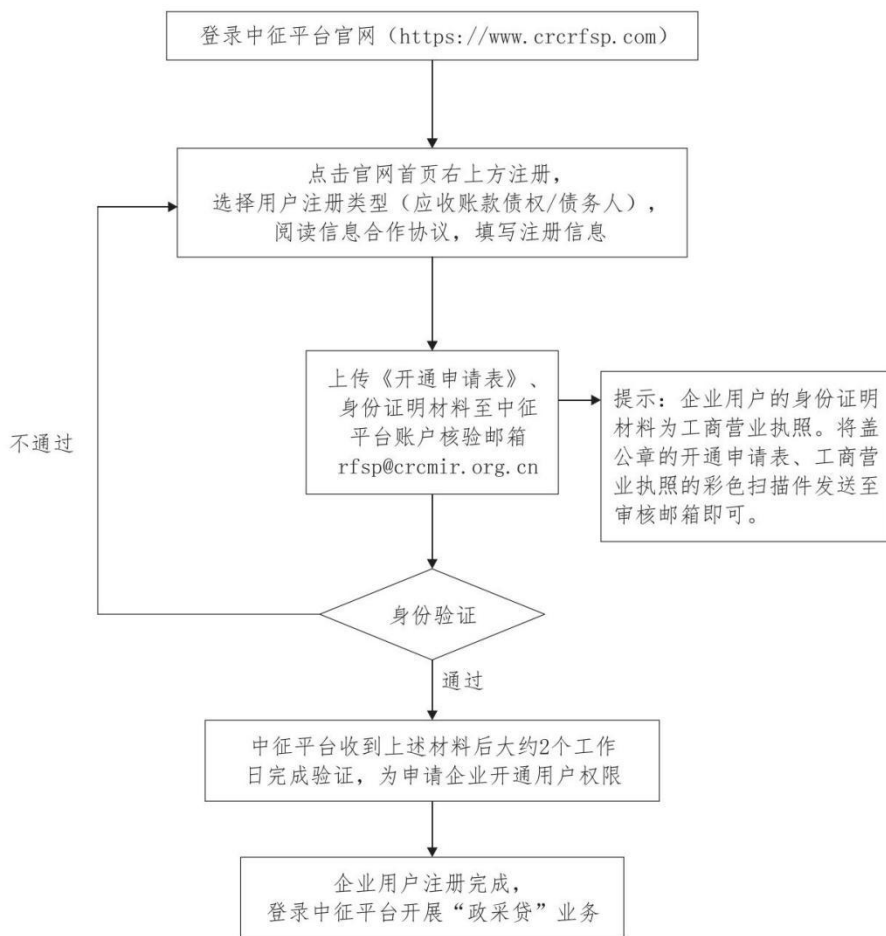 登录中征平台官网（https://www.crcrfsp.com）
点击官网首页右上方注册，
选择用户注册类型（应收账款债权/债务人），
阅读信息合作协议，填写注册信息
上传《开通申请表》、
身份证明材料至中征
平台账户核验邮箱
rfsp@crcmir.org.cn
提示：企业用户的身份证明
材料为工商营业执照。将盖
公章的开通申请表、工商营
业执照的彩色扫描件发送至
审核邮箱即可。
不通过
身份验证
通过
中征平台收到上述材料后大约2个工作
日完成验证，为申请企业开通用户权限
企业用户注册完成，
登录中征平台开展“政采贷”业务